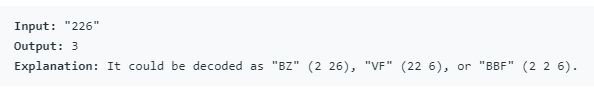 Input: "226"
Output: 3
Explanation: It could be decoded as "BZ" (2 26), "VF" (22 6), or "BBF" (2 2 6).